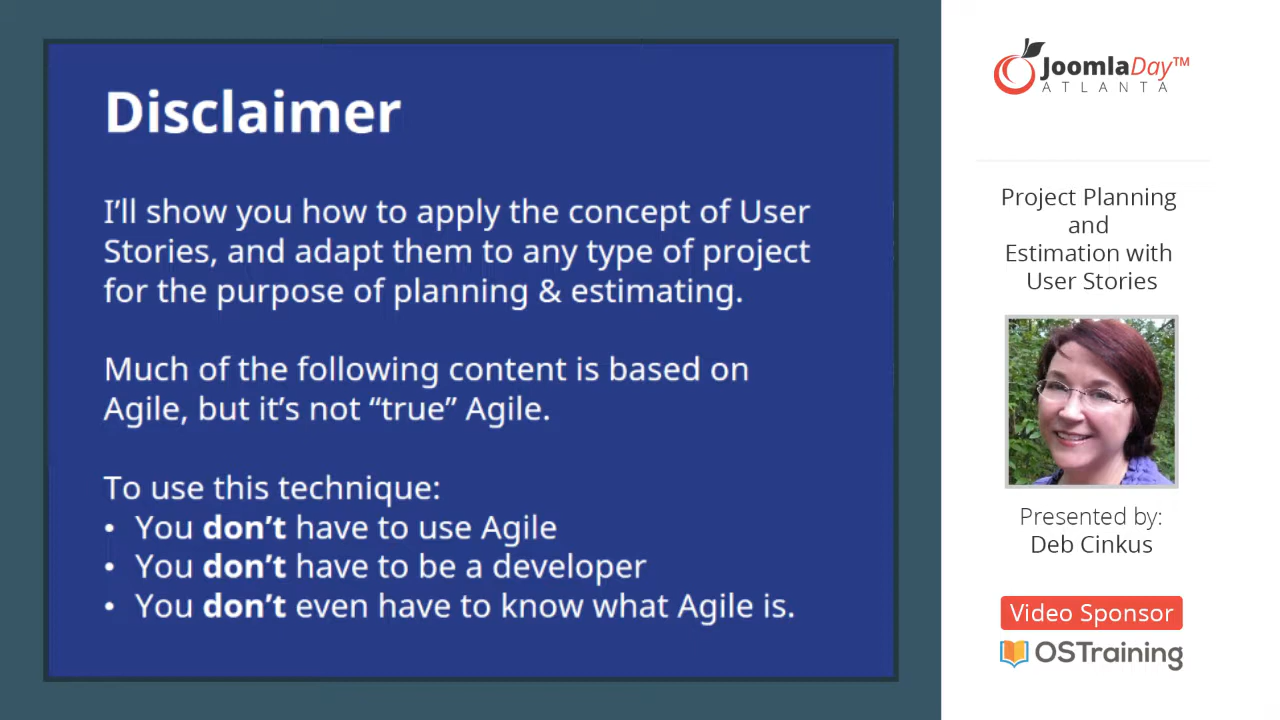 Disclaimer
I'll show you how to apply the concept of User
Stories, and adapt them to any type of project
for the purpose of planning & estimating.
Much of the following content is based on
Agile, but it's not “true” Agile.
To use this technique:
• You don't have to use Agile
• You don't have to be a developer
• You don't even have to know what Agile is.
JoomlaDay™
ATLANTA
Project Planning
and
Estimation with
User Stories
Presented by:
Deb Cinkus
Video Sponsor
OSTraining